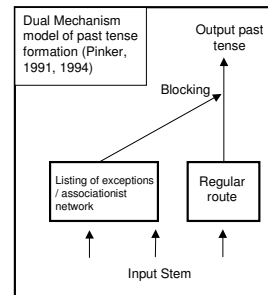 Dual Mechanism
model of past tense
formation (Pinker,
1991, 1994)
Output past
tense
Blocking
Listing of exceptions
/ associationist
network
Regular
route
Input Stem